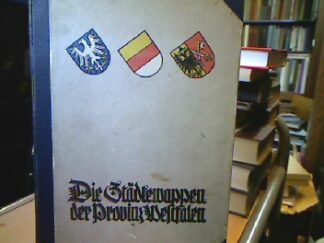 Die Städtewappen
der Provinz Westfalen